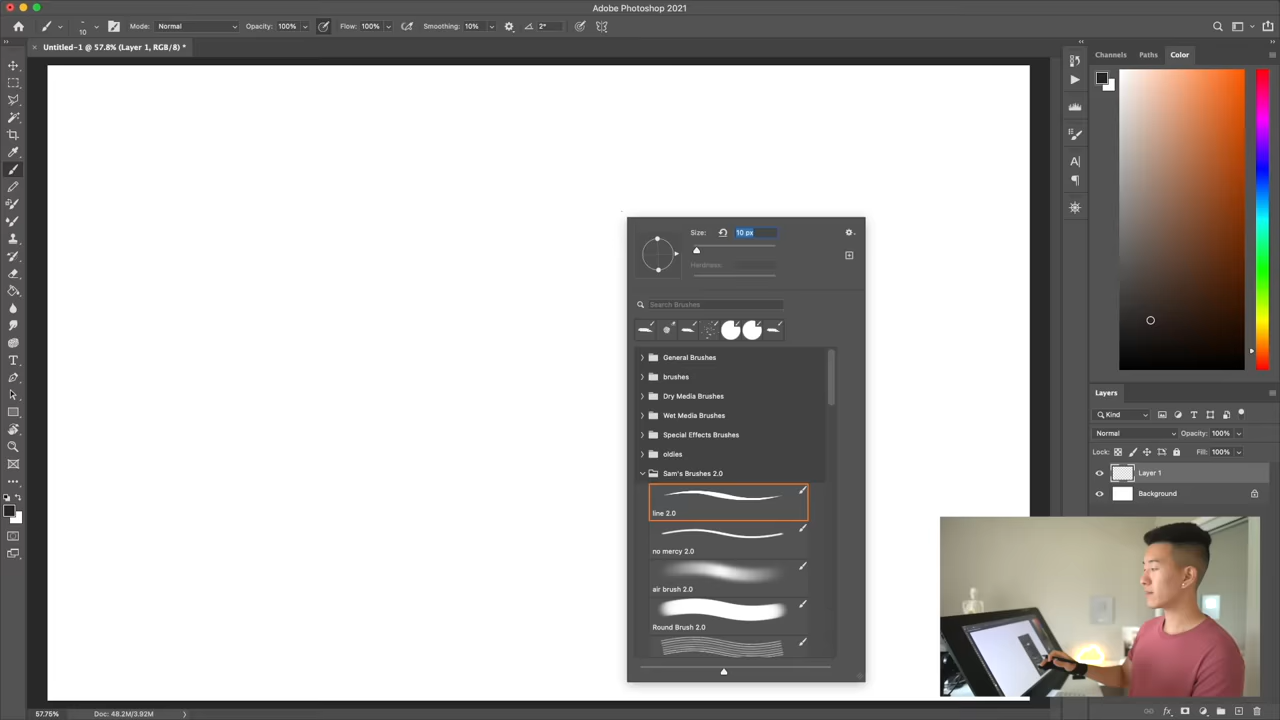 Adobe Photoshop 2021
10
Mode: Normal
Opacity: 100%
Flow: 100%
Smoothing: 10%
2°
Untitled-1 @ 57.8% (Layer 1, RGB/8) *
Channels
Paths
Color
Size:
10 px
Hardness:
Search Brushes
General Brushes
brushes
Dry Media Brushes
Wet Media Brushes
Special Effects Brushes
oldies
Sam's Brushes 2.0
line 2.0
no mercy 2.0
air brush 2.0
Round Brush 2.0
Layers
Kind
Normal
Opacity: 100%
Lock:
Fill: 100%
Layer 1
Background
57.75%
Doc: 48.2M/3.92M